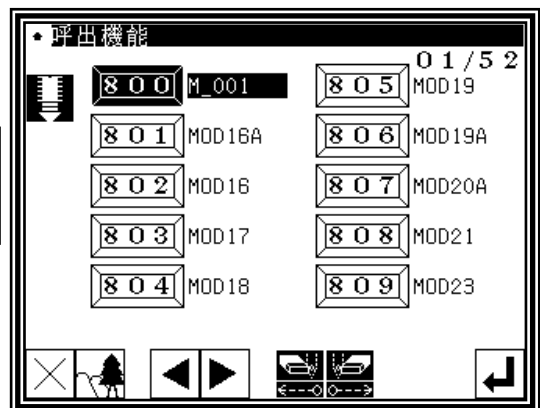 呼出機能
01/52
800 M_001 805 MOD19
801 MOD16A 806 MOD19A
802 MOD16 807 MOD20A
803 MOD17 808 MOD21
804 MOD18 809 MOD23